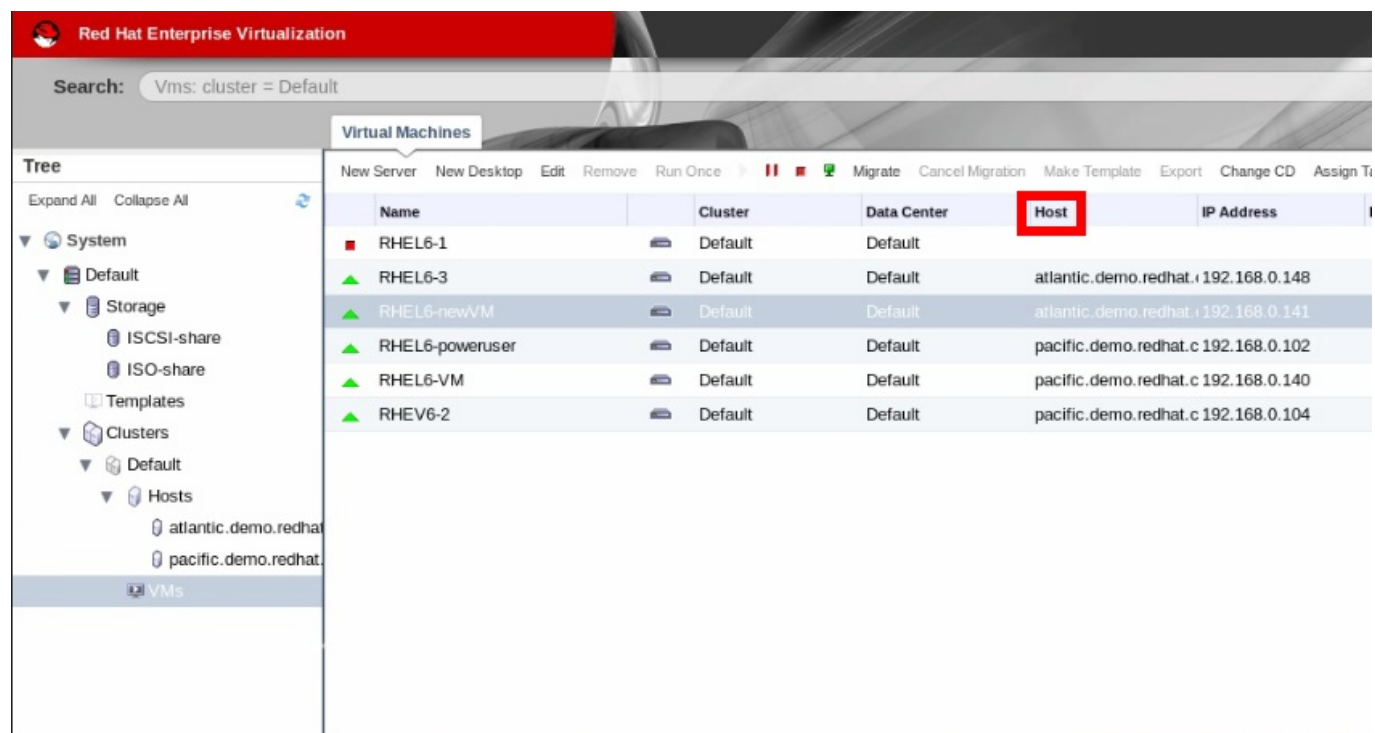 Red Hat Enterprise Virtualization
Search: Vms: cluster = Default
Virtual Machines
Tree
New Server New Desktop Edit Remove Run Once Migrate Cancel Migration Make Template Export Change CD Assign Ta
Expand All Collapse All
Name Cluster Data Center Host IP Address
System
RHEL6-1 Default Default
Default
RHEL6-3 Default Default atlantic.demo.redhat. 192.168.0.148
Storage
RHEL6-newVM Default Default atlantic.demo.redhat. 192.168.0.141
ISCSI-share
RHEL6-poweruser Default Default pacific.demo.redhat.c 192.168.0.102
ISO-share
RHEL6-VM Default Default pacific.demo.redhat.c 192.168.0.140
Templates
RHEV6-2 Default Default pacific.demo.redhat.c 192.168.0.104
Clusters
Default
Hosts
atlantic.demo.redhat
pacific.demo.redhat.
VMs